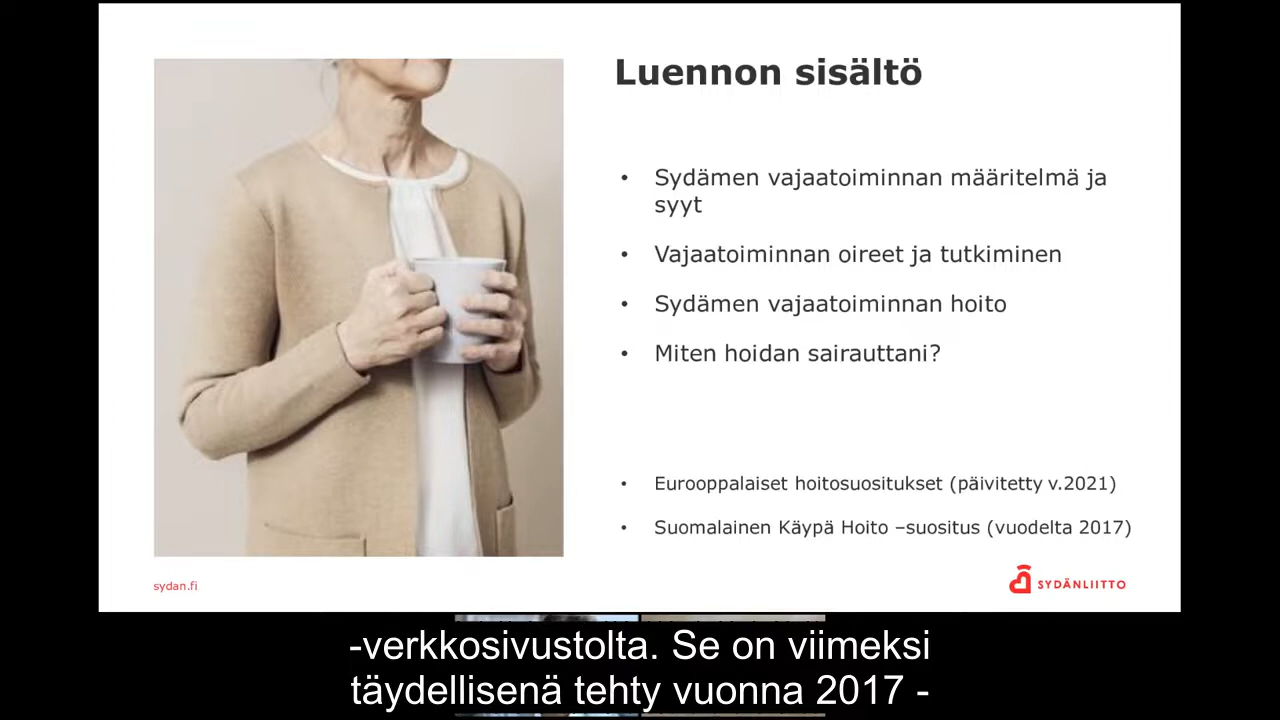 Luennon sisältö
• Sydämen vajaatoiminnan määritelmä ja
syyt
• Vajaatoiminnan oireet ja tutkiminen
• Sydämen vajaatoiminnan hoito
• Miten hoidan sairauttani?
• Eurooppalaiset hoitosuositukset (päivitetty v.2021)
• Suomalainen Käypä Hoito –suositus (vuodelta 2017)
sydan.fi
SYDÄNLIITTO
-verkkosivustolta. Se on viimeksi
täydellisenä tehty vuonna 2017 -